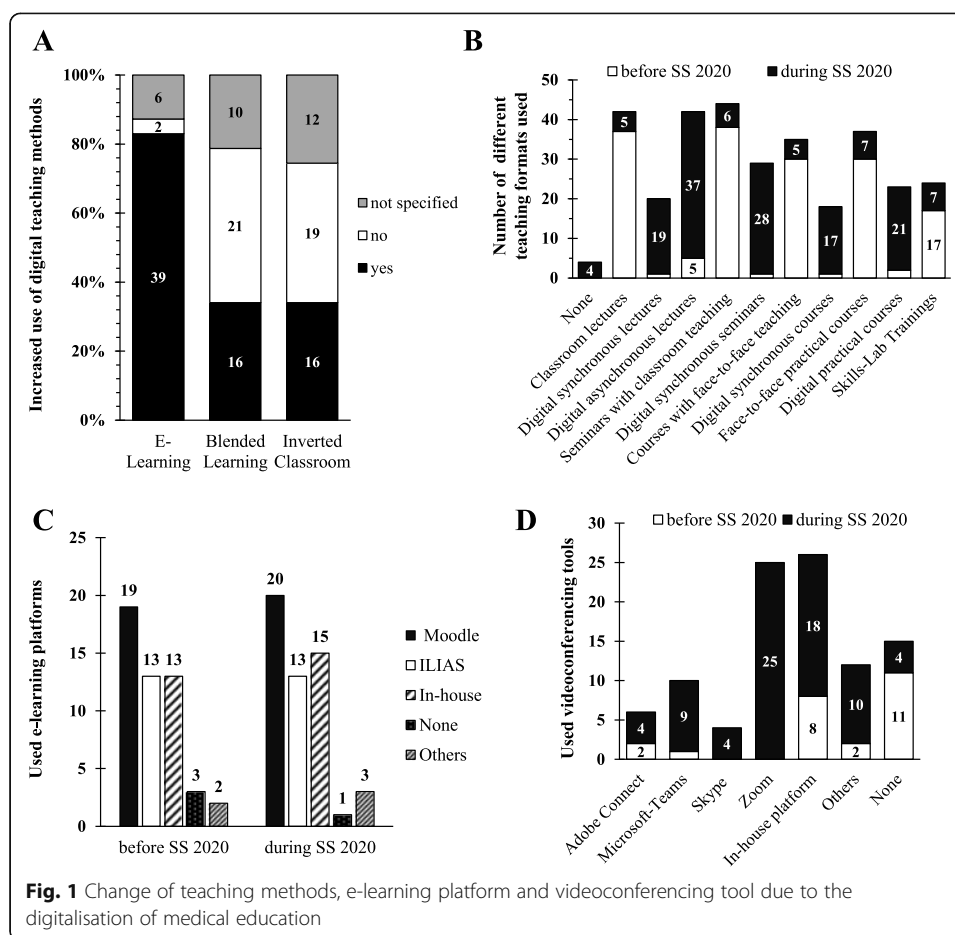 A
Increased use of digital teaching methods
100%
80%
60%
40%
20%
0%
6
2
39
10
21
16
12
19
16
not specified
no
yes
E-
Learning
Blended
Learning
Inverted
Classroom
B
before SS 2020
during SS 2020
Number of different
teaching formats used
50
40
30
20
10
0
4
5
19
37
5
6
28
5
17
7
21
7
17
None
Classroom lectures
Digital synchronous lectures
Digital asynchronous lectures
Seminars with classroom teaching
Digital synchronous seminars
Courses with face-to-face teaching
Digital synchronous courses
Face-to-face practical courses
Digital practical courses
Skills-Lab Trainings
C
Used e-learning platforms
25
20
15
10
5
0
19
13
13
3
2
20
13
15
1
3
before SS 2020
during SS 2020
Moodle
ILIAS
In-house
None
Others
D
before SS 2020
during SS 2020
Used videoconferencing tools
30
25
20
15
10
5
0
4
2
9
4
25
18
8
10
2
4
11
Adobe Connect
Microsoft-Teams
Skype
Zoom
In-house platform
Others
None
Fig. 1 Change of teaching methods, e-learning platform and videoconferencing tool due to the
digitalisation of medical education